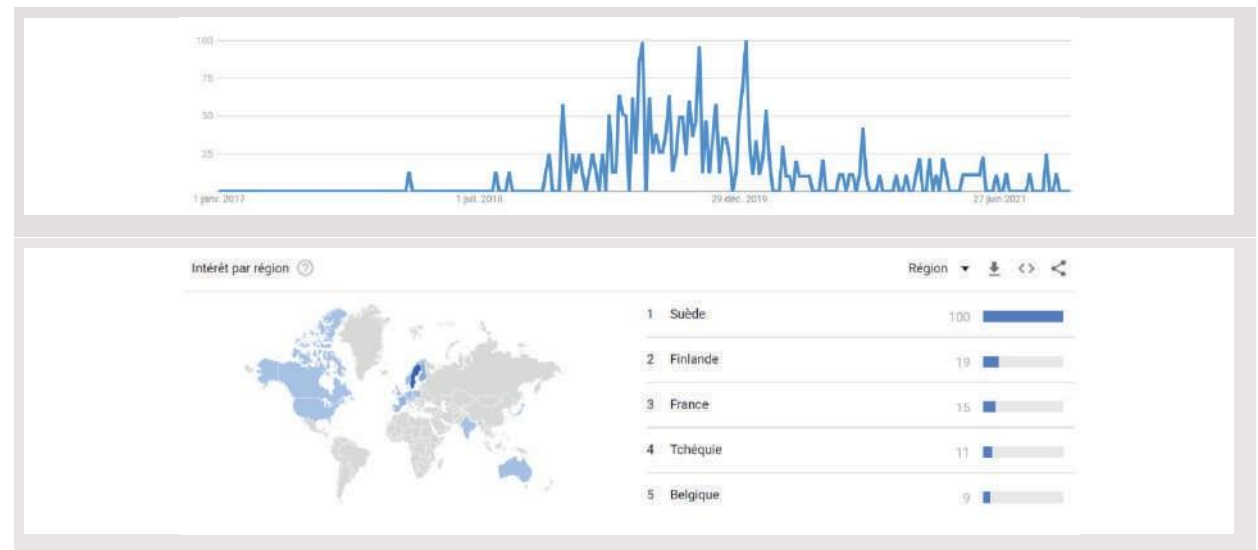 100
75
50
25
1 janv. 2017 1 juil. 2018 29 déc. 2019 27 juin 2021
Intérêt par région ?
Région
1 Suède 100
2 Finlande 19
3 France 15
4 Tchéquie 11
5 Belgique 9